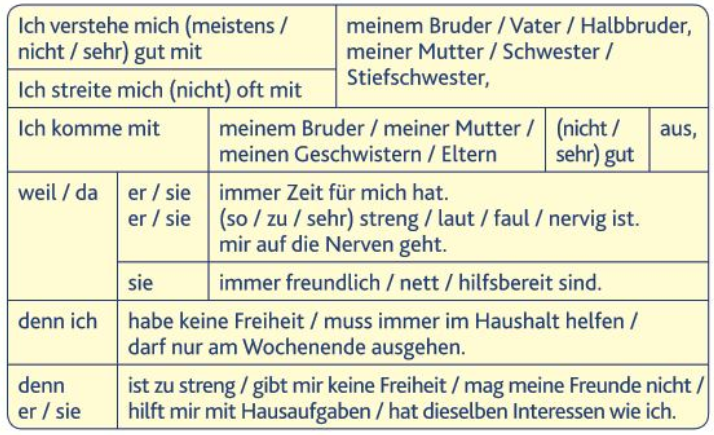 Ich verstehe mich (meistens /
nicht / sehr) gut mit
Ich streite mich (nicht) oft mit
meinem Bruder / Vater / Halbbruder,
meiner Mutter / Schwester /
Stiefschwester,
Ich komme mit
meinem Bruder / meiner Mutter /
meinen Geschwistern / Eltern
(nicht /
sehr) gut
aus,
weil / da
er / sie
er / sie
immer Zeit für mich hat.
(so / zu / sehr) streng / laut / faul / nervig ist.
mir auf die Nerven geht.
sie
immer freundlich / nett / hilfsbereit sind.
denn ich
habe keine Freiheit / muss immer im Haushalt helfen /
darf nur am Wochenende ausgehen.
denn
er / sie
ist zu streng / gibt mir keine Freiheit / mag meine Freunde nicht /
hilft mir mit Hausaufgaben / hat dieselben Interessen wie ich.